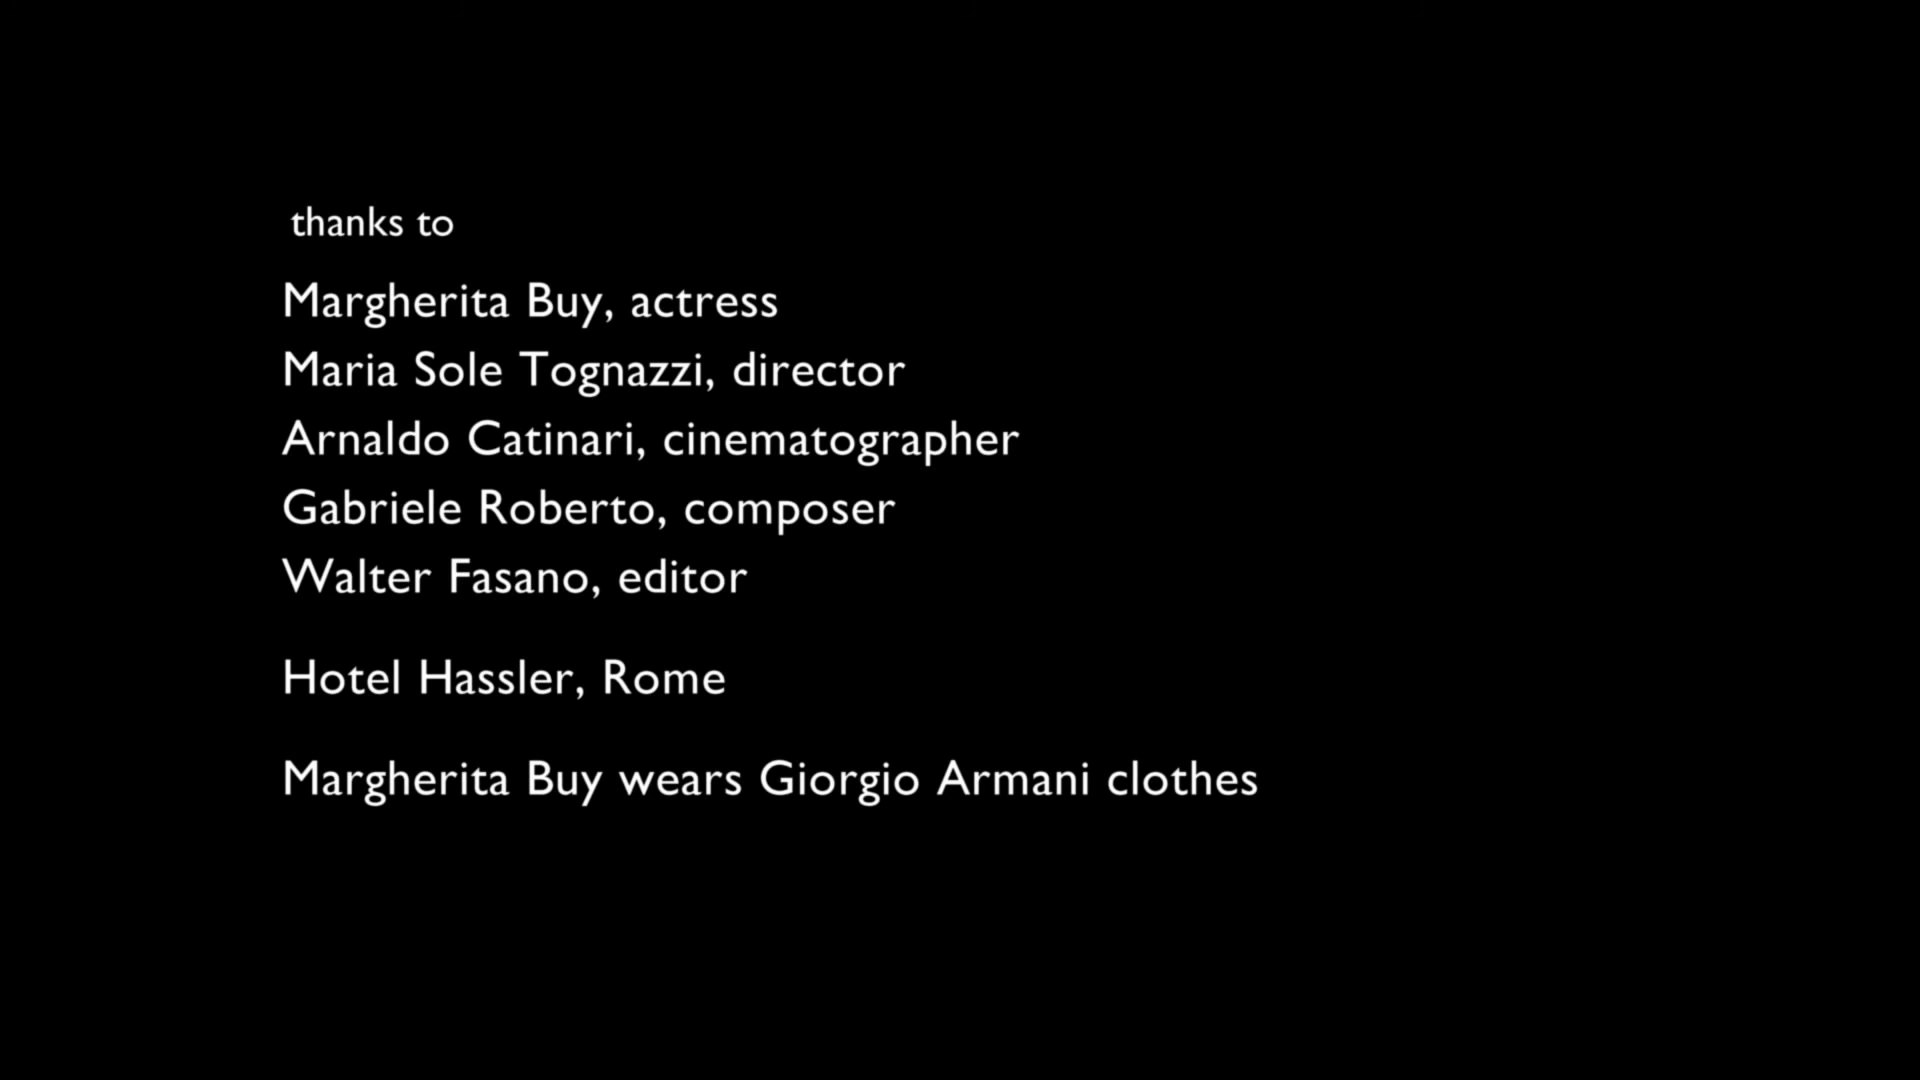 thanks to
Margherita Buy, actress
Maria Sole Tognazzi, director
Arnaldo Catinari, cinematographer
Gabriele Roberto, composer
Walter Fasano, editor
Hotel Hassler, Rome
Margherita Buy wears Giorgio Armani clothes